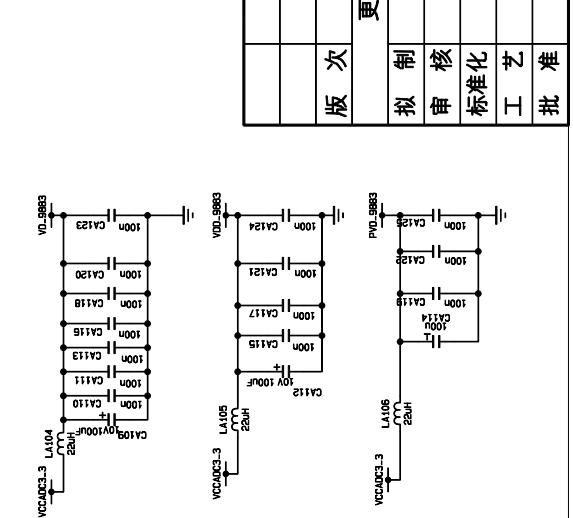 更
版 次
拟 制
审 核
标准化
工 艺
批 准
VD_9883
CA123
100n
CA120
100n
CA118
100n
CA116
100n
CA113
100n
CA111
100n
CA110
100n
CA109
10V100uF
LA104
22uH
VCCADC3_3
VDD_9883
CA124
100n
CA121
100n
CA117
100n
CA115
100n
10V 100uF
CA112
LA105
22uH
VCCADC3_3
PVD_9883
CA125
100n
CA122
100n
CA119
100n
CA114
100u
LA106
22uH
VCCADC3_3